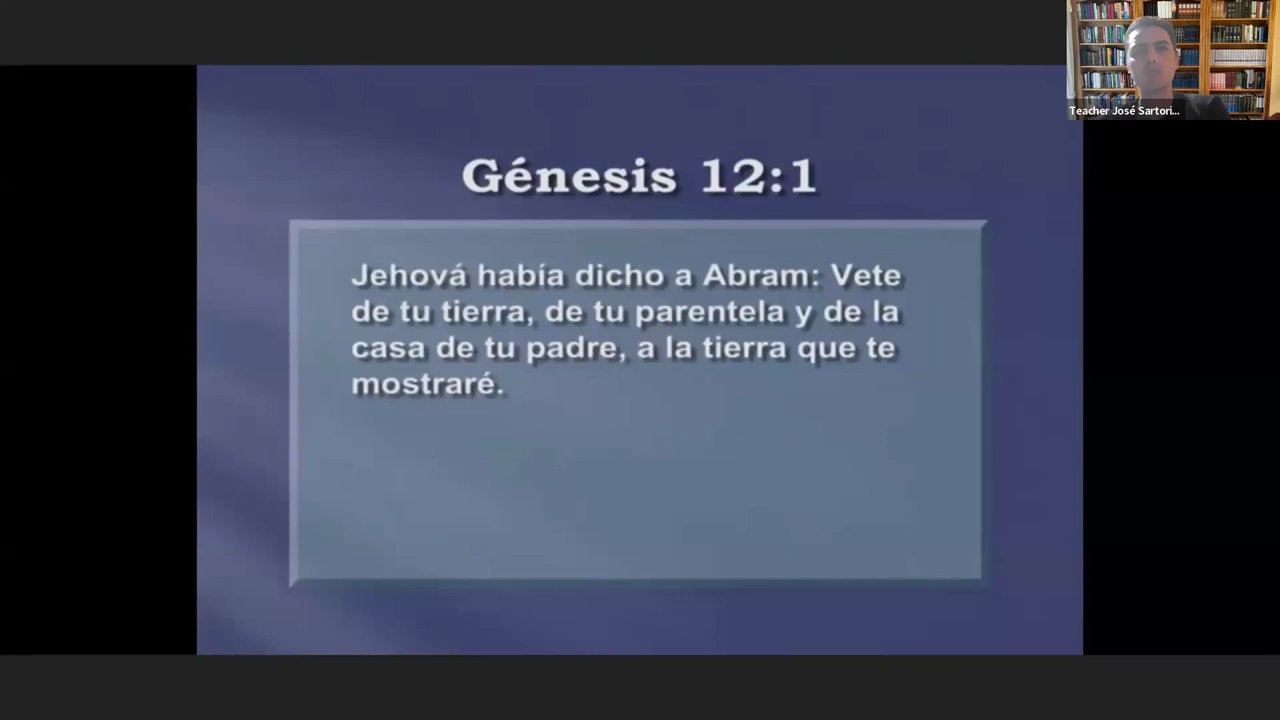 Teacher José Sartori...
Génesis 12:1
Jehová había dicho a Abram: Vete
de tu tierra, de tu parentela y de la
casa de tu padre, a la tierra que te
mostraré.